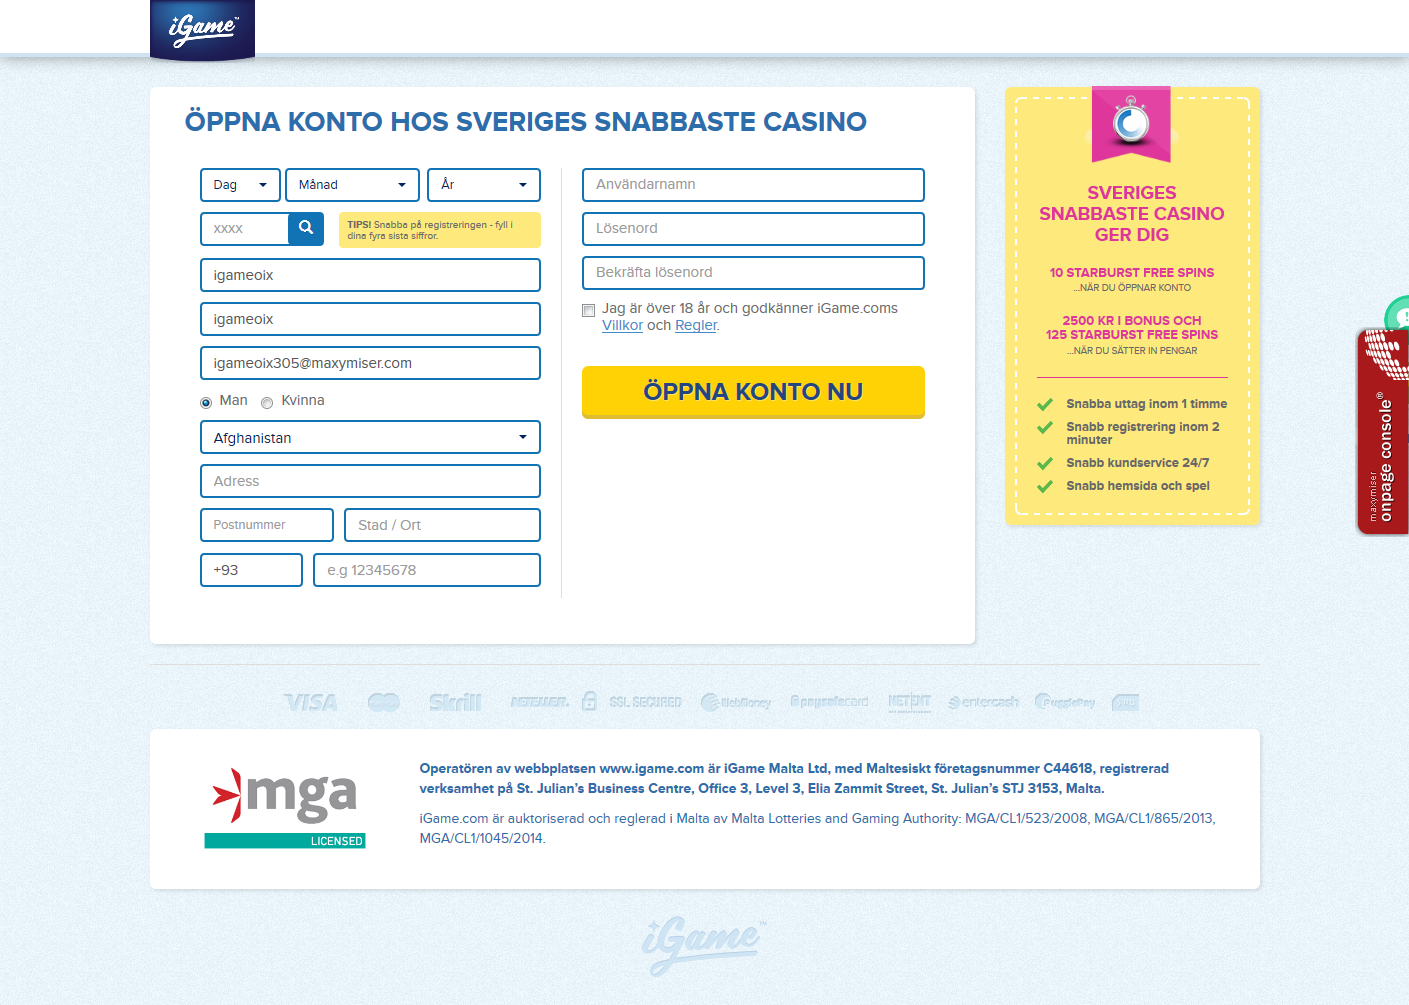 iGame™
ÖPPNA KONTO HOS SVERIGES SNABBASTE CASINO
Dag Månad År
xxxx
TIPS! Snabba på registreringen - fyll i
dina fyra sista siffror.
igameoix
igameoix
igameoix305@maxymiser.com
Man Kvinna
Afghanistan
Adress
Postnummer Stad / Ort
+93 e.g 12345678
Användarnamn
Lösenord
Bekräfta lösenord
Jag är över 18 år och godkänner iGame.coms
Villkor och Regler.
ÖPPNA KONTO NU
SVERIGES
SNABBASTE CASINO
GER DIG
10 STARBURST FREE SPINS
...NÄR DU ÖPPNAR KONTO
2500 KR I BONUS OCH
125 STARBURST FREE SPINS
...NÄR DU SÄTTER IN PENGAR
Snabba uttag inom 1 timme
Snabb registrering inom 2
minuter
Snabb kundservice 24/7
Snabb hemsida och spel
maxymiser
onpage console®
VISA Skrill NETELLER SSL SECURED WebMoney paysafecard NETENT entercash PugglePay
mga
LICENSED
Operatören av webbplatsen www.igame.com är iGame Malta Ltd, med Maltesiskt företagsnummer C44618, registrerad
verksamhet på St. Julian's Business Centre, Office 3, Level 3, Elia Zammit Street, St. Julian's STJ 3153, Malta.
iGame.com är auktoriserad och reglerad i Malta av Malta Lotteries and Gaming Authority: MGA/CL1/523/2008, MGA/CL1/865/2013,
MGA/CL1/1045/2014.
iGame™